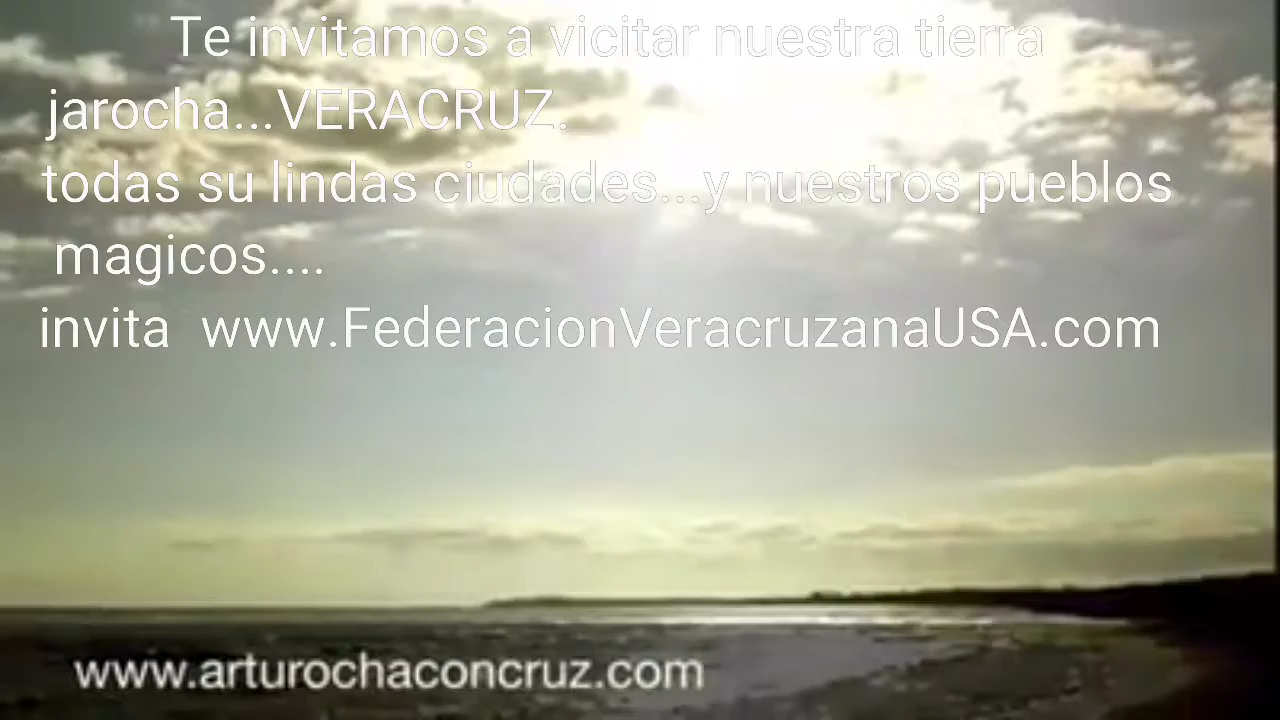 Te invitamos a vicitar nuestra tierra
jarocha...VERACRUZ.
todas su lindas ciudades...y nuestros pueblos
magicos....
invita www.FederacionVeracruzanaUSA.com
www.arturochaconcruz.com